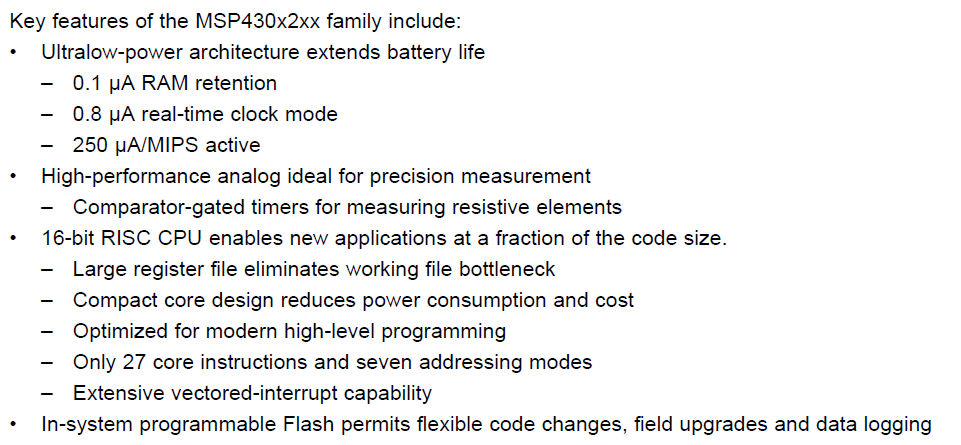 Key features of the MSP430x2xx family include:
• Ultralow-power architecture extends battery life
– 0.1 µA RAM retention
– 0.8 µA real-time clock mode
– 250 µA/MIPS active
• High-performance analog ideal for precision measurement
– Comparator-gated timers for measuring resistive elements
• 16-bit RISC CPU enables new applications at a fraction of the code size.
– Large register file eliminates working file bottleneck
– Compact core design reduces power consumption and cost
– Optimized for modern high-level programming
– Only 27 core instructions and seven addressing modes
– Extensive vectored-interrupt capability
• In-system programmable Flash permits flexible code changes, field upgrades and data logging